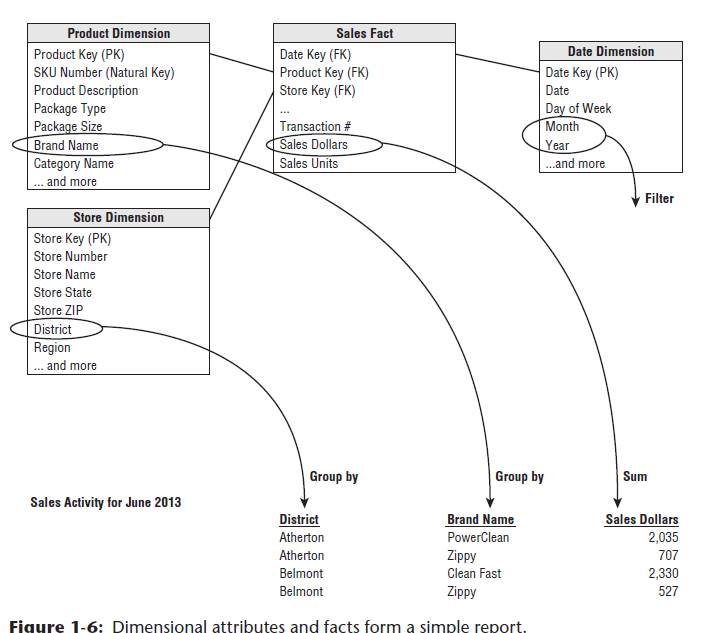 Product Dimension
Product Key (PK)
SKU Number (Natural Key)
Product Description
Package Type
Package Size
Brand Name
Category Name
... and more
Sales Fact
Date Key (FK)
Product Key (FK)
Store Key (FK)
...
Transaction #
Sales Dollars
Sales Units
Date Dimension
Date Key (PK)
Date
Day of Week
Month
Year
...and more
Filter
Store Dimension
Store Key (PK)
Store Number
Store Name
Store State
Store ZIP
District
Region
... and more
Group by
Group by
Sum
Sales Activity for June 2013
District Brand Name Sales Dollars
Atherton PowerClean 2,035
Atherton Zippy 707
Belmont Clean Fast 2,330
Belmont Zippy 527
Figure 1-6: Dimensional attributes and facts form a simple report.